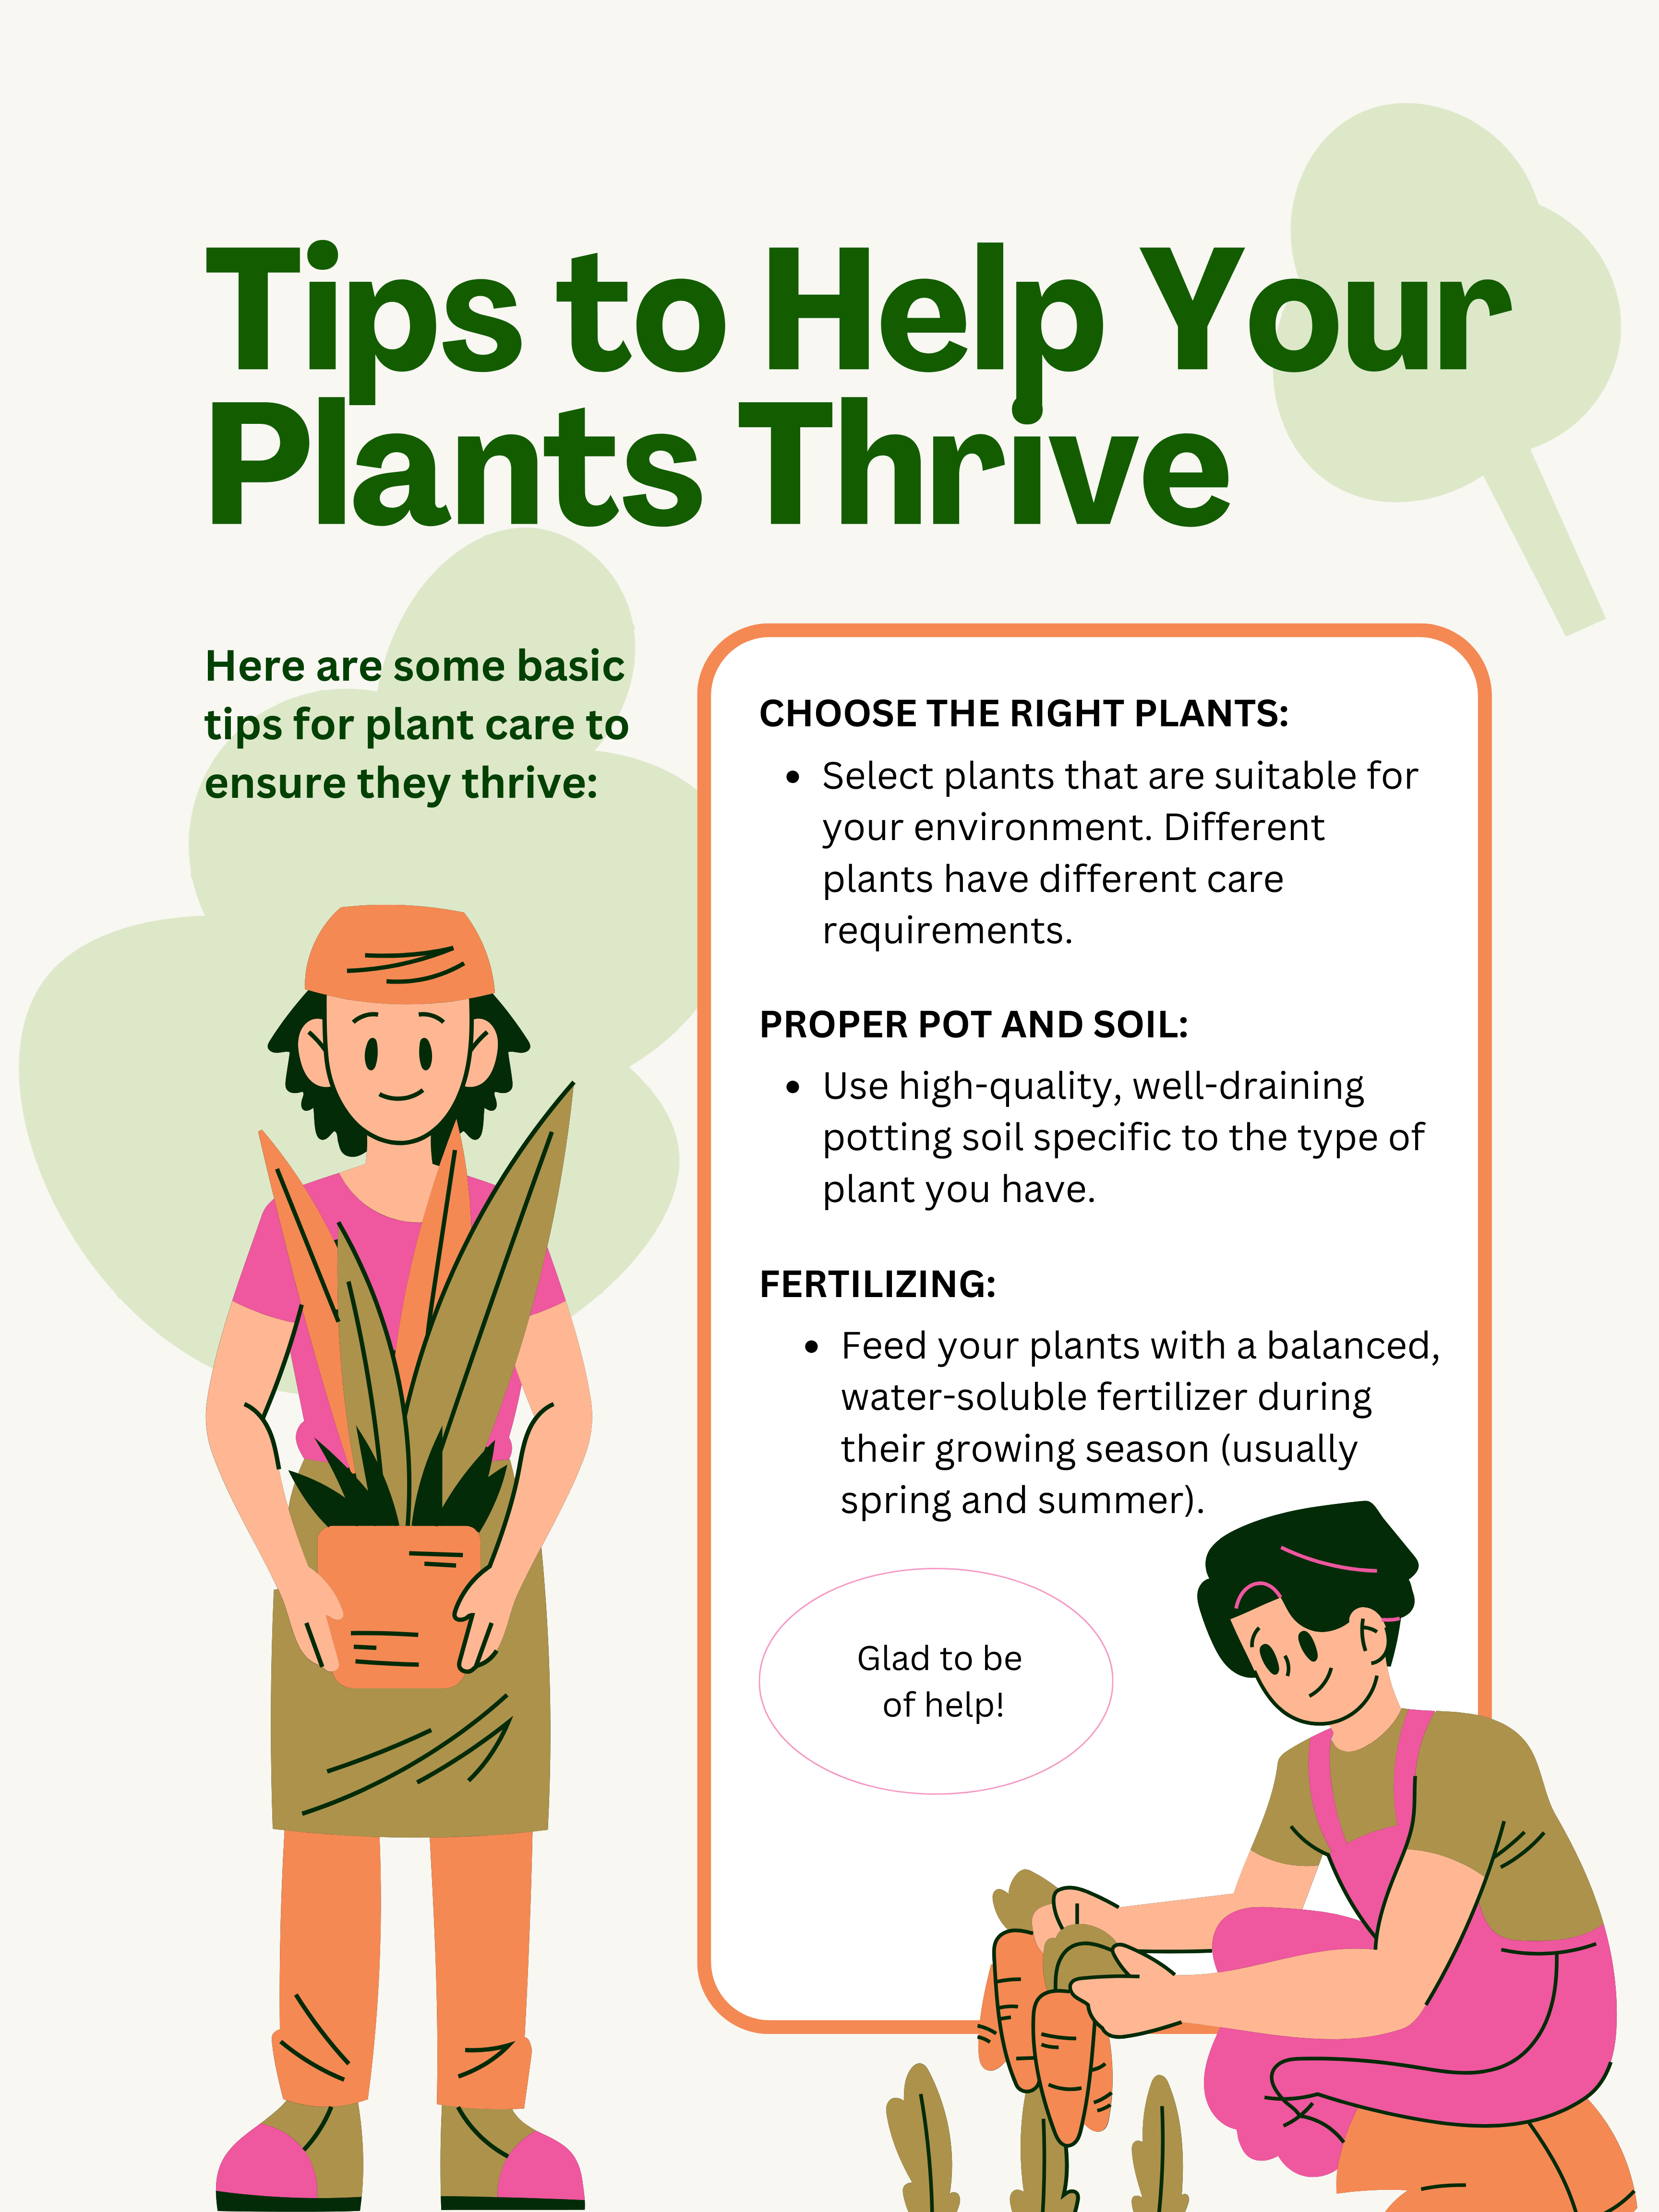 Tips to Help Your
Plants Thrive
Here are some basic
tips for plant care to
ensure they thrive:
CHOOSE THE RIGHT PLANTS:
• Select plants that are suitable for
your environment. Different
plants have different care
requirements.
PROPER POT AND SOIL:
• Use high-quality, well-draining
potting soil specific to the type of
plant you have.
FERTILIZING:
• Feed your plants with a balanced,
water-soluble fertilizer during
their growing season (usually
spring and summer).
Glad to be
of help!